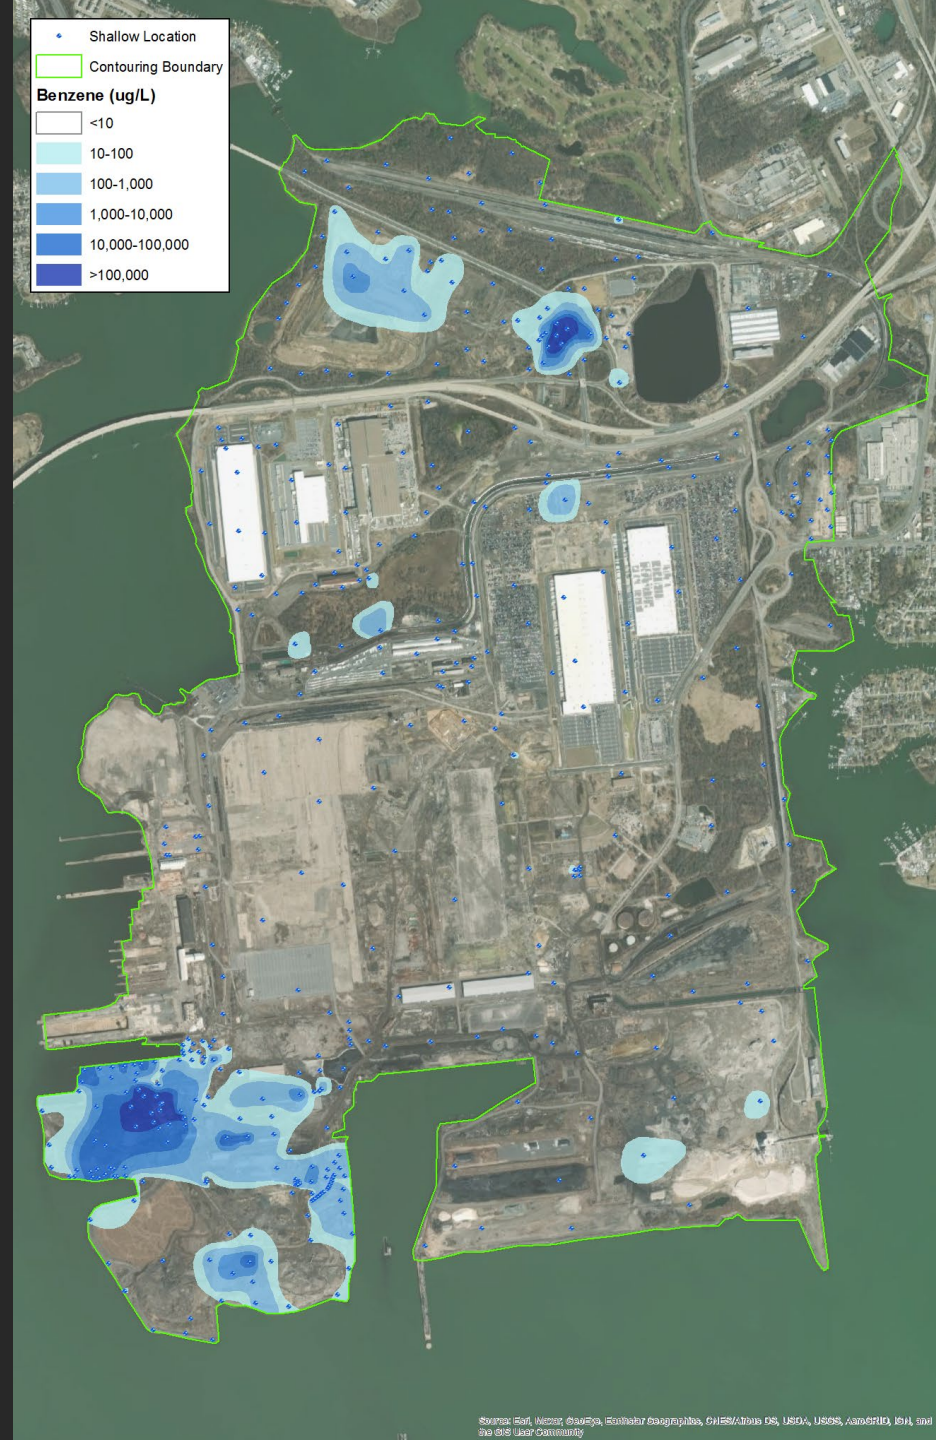 Shallow Location
Contouring Boundary
Benzene (ug/L)
<10
10-100
100-1,000
1,000-10,000
10,000-100,000
>100,000
Source: Esri, Maxar, GeoEye, Earthstar Geographics, CNES/Airbus DS, USDA, USGS, AeroGRID, IGN, and
the GIS User Community